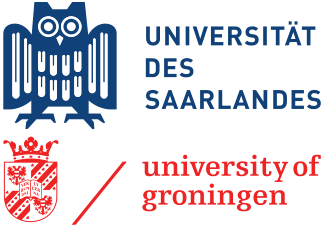 UNIVERSITÄT
DES
SAARLANDES
university of
groningen